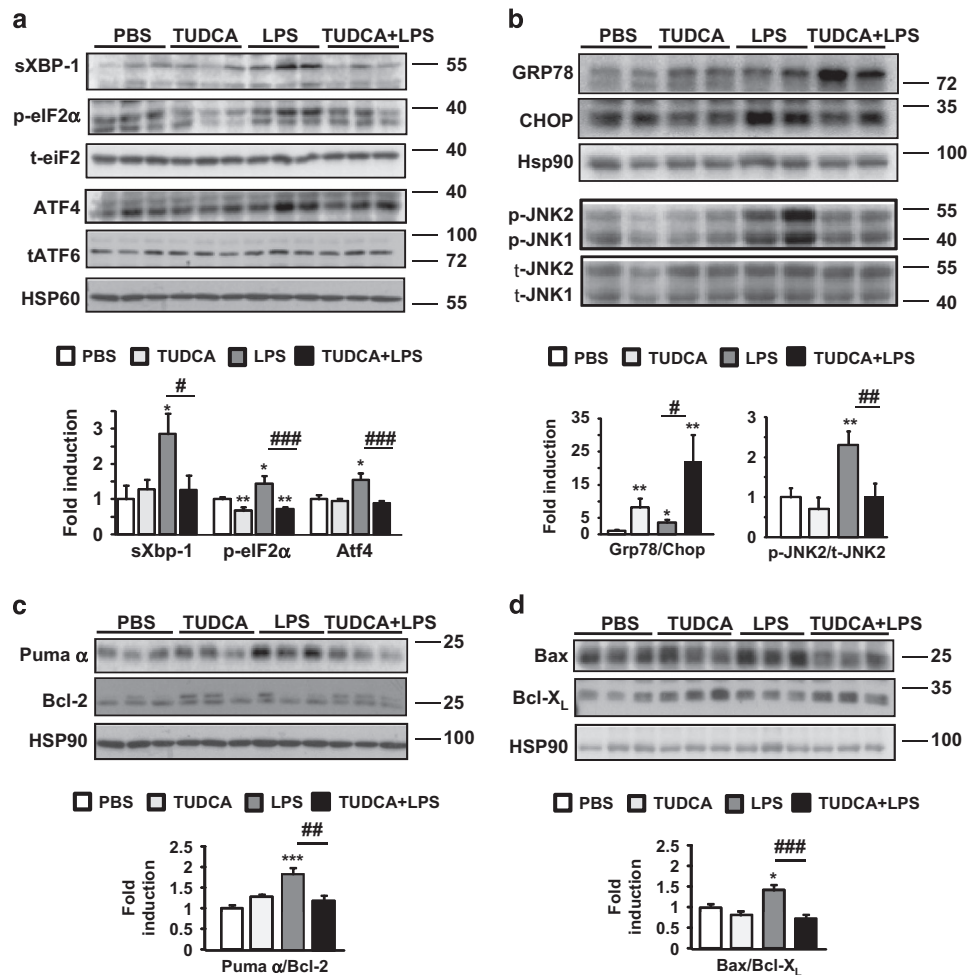 a
PBS TUDCA LPS TUDCA+LPS
sXBP-1 55
p-eIF2α 40
t-eiF2 40
ATF4 40
tATF6 100
72
HSP60 55
PBS TUDCA LPS TUDCA+LPS
Fold induction
3
2
1
0
* #
** * ### **
* ###
sXbp-1 p-eIF2α Atf4
b
PBS TUDCA LPS TUDCA+LPS
GRP78 72
CHOP 35
Hsp90 100
p-JNK2 55
p-JNK1 40
t-JNK2 55
t-JNK1 40
PBS TUDCA LPS TUDCA+LPS
Fold induction
35
25
15
10
5
0
** * # **
Grp78/Chop
4
3
2
1
0
** ##
p-JNK2/t-JNK2
c
PBS TUDCA LPS TUDCA+LPS
Puma α 25
Bcl-2 25
HSP90 100
PBS TUDCA LPS TUDCA+LPS
Fold
induction
2.5
2
1.5
1
0.5
0
*** ##
Puma α/Bcl-2
d
PBS TUDCA LPS TUDCA+LPS
Bax 25
Bcl-XL 35
HSP90 100
PBS TUDCA LPS TUDCA+LPS
Fold
induction
2.5
2
1.5
1
0.5
0
* ###
Bax/Bcl-XL